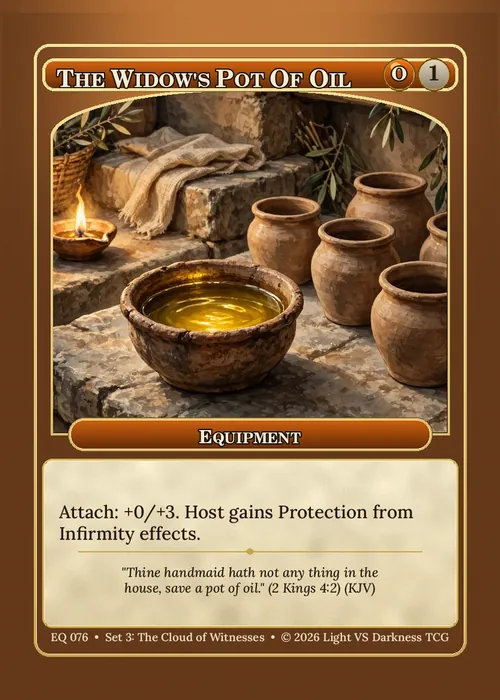 The Widow's Pot Of Oil
O 1
Equipment
Attach: +0/+3. Host gains Protection from
Infirmity effects.
"Thine handmaid hath not any thing in the
house, save a pot of oil." (2 Kings 4:2) (KJV)
EQ 076 • Set 3: The Cloud of Witnesses • © 2026 Light VS Darkness TCG